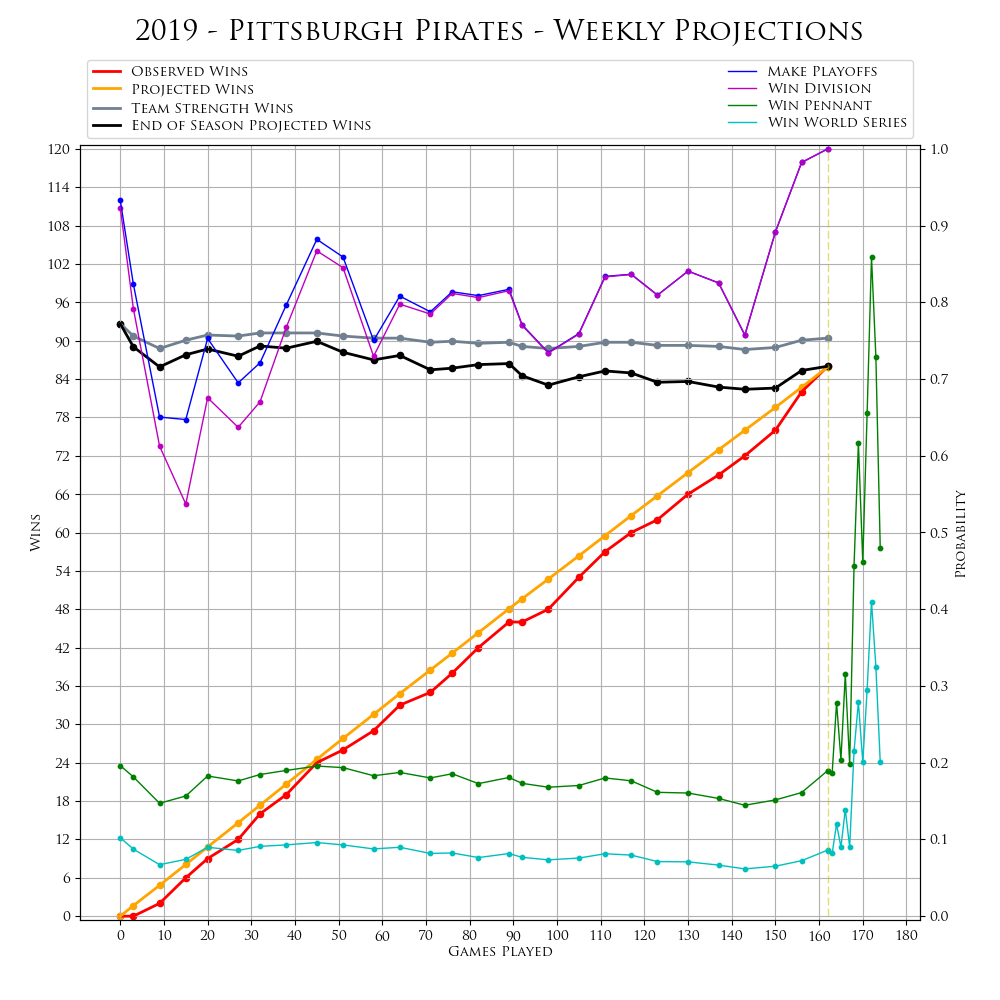 2019 - Pittsburgh Pirates - Weekly Projections
Observed Wins
Projected Wins
Team Strength Wins
End of Season Projected Wins
Make Playoffs
Win Division
Win Pennant
Win World Series
120
114
108
102
96
90
84
78
72
66
60
54
48
42
36
30
24
18
12
6
0
Wins
1.0
0.9
0.8
0.7
0.6
0.5
0.4
0.3
0.2
0.1
0.0
Probability
0 10 20 30 40 50 60 70 80 90 100 110 120 130 140 150 160 170 180
Games Played